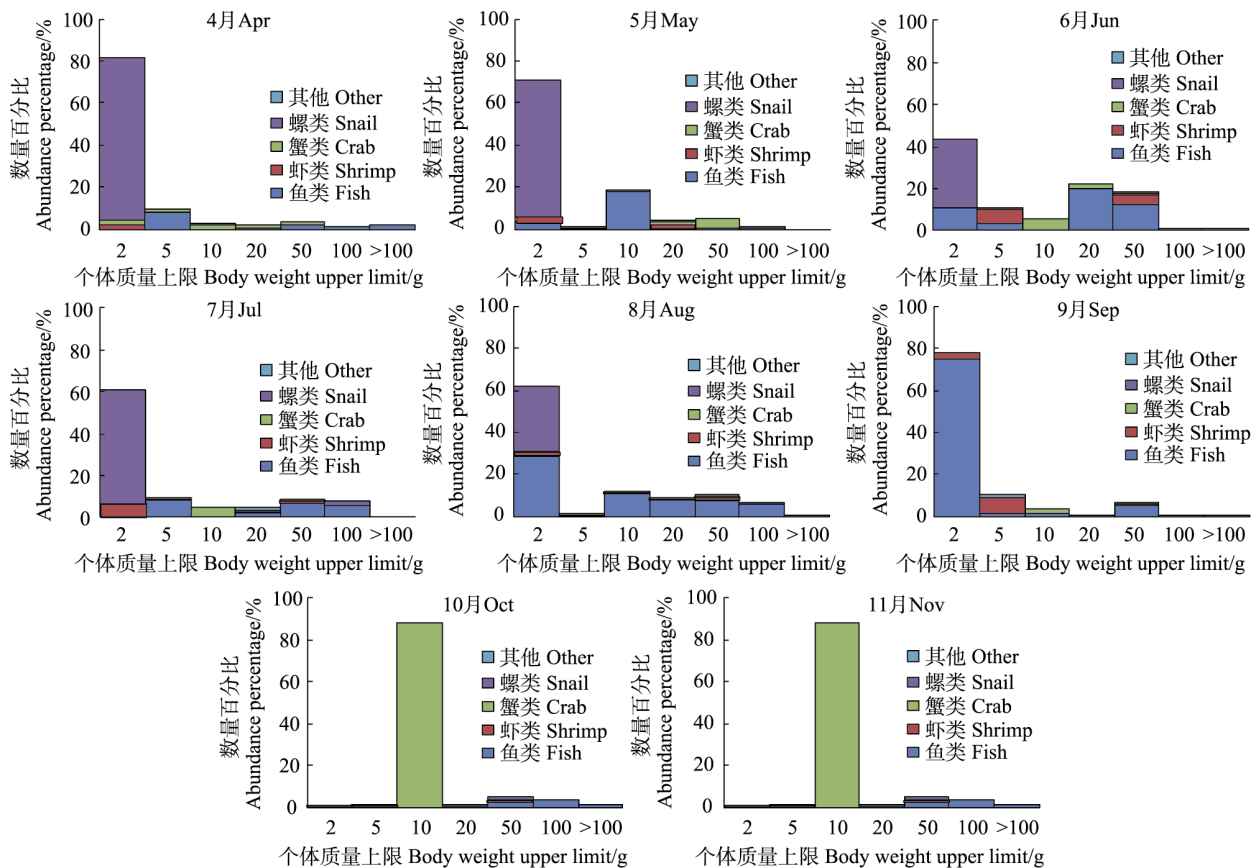 4月Apr
100
80
60
40
20
0
数量百分比
Abundance percentage/%
其他 Other
螺类 Snail
蟹类 Crab
虾类 Shrimp
鱼类 Fish
2 5 10 20 50 100 >100
个体质量上限 Body weight upper limit/g
5月May
100
80
60
40
20
0
数量百分比
Abundance percentage/%
其他 Other
螺类 Snail
蟹类 Crab
虾类 Shrimp
鱼类 Fish
2 5 10 20 50 100 >100
个体质量上限 Body weight upper limit/g
6月Jun
100
80
60
40
20
0
数量百分比
Abundance percentage/%
其他 Other
螺类 Snail
蟹类 Crab
虾类 Shrimp
鱼类 Fish
2 5 10 20 50 100 >100
个体质量上限 Body weight upper limit/g
7月Jul
100
80
60
40
20
0
数量百分比
Abundance percentage/%
其他 Other
螺类 Snail
蟹类 Crab
虾类 Shrimp
鱼类 Fish
2 5 10 20 50 100 >100
个体质量上限 Body weight upper limit/g
8月Aug
100
80
60
40
20
0
数量百分比
Abundance percentage/%
其他 Other
螺类 Snail
蟹类 Crab
虾类 Shrimp
鱼类 Fish
2 5 10 20 50 100 >100
个体质量上限 Body weight upper limit/g
9月Sep
100
80
60
40
20
0
数量百分比
Abundance percentage/%
其他 Other
螺类 Snail
蟹类 Crab
虾类 Shrimp
鱼类 Fish
2 5 10 20 50 100 >100
个体质量上限 Body weight upper limit/g
10月Oct
100
80
60
40
20
0
数量百分比
Abundance percentage/%
其他 Other
螺类 Snail
蟹类 Crab
虾类 Shrimp
鱼类 Fish
2 5 10 20 50 100 >100
个体质量上限 Body weight upper limit/g
11月Nov
100
80
60
40
20
0
数量百分比
Abundance percentage/%
其他 Other
螺类 Snail
蟹类 Crab
虾类 Shrimp
鱼类 Fish
2 5 10 20 50 100 >100
个体质量上限 Body weight upper limit/g